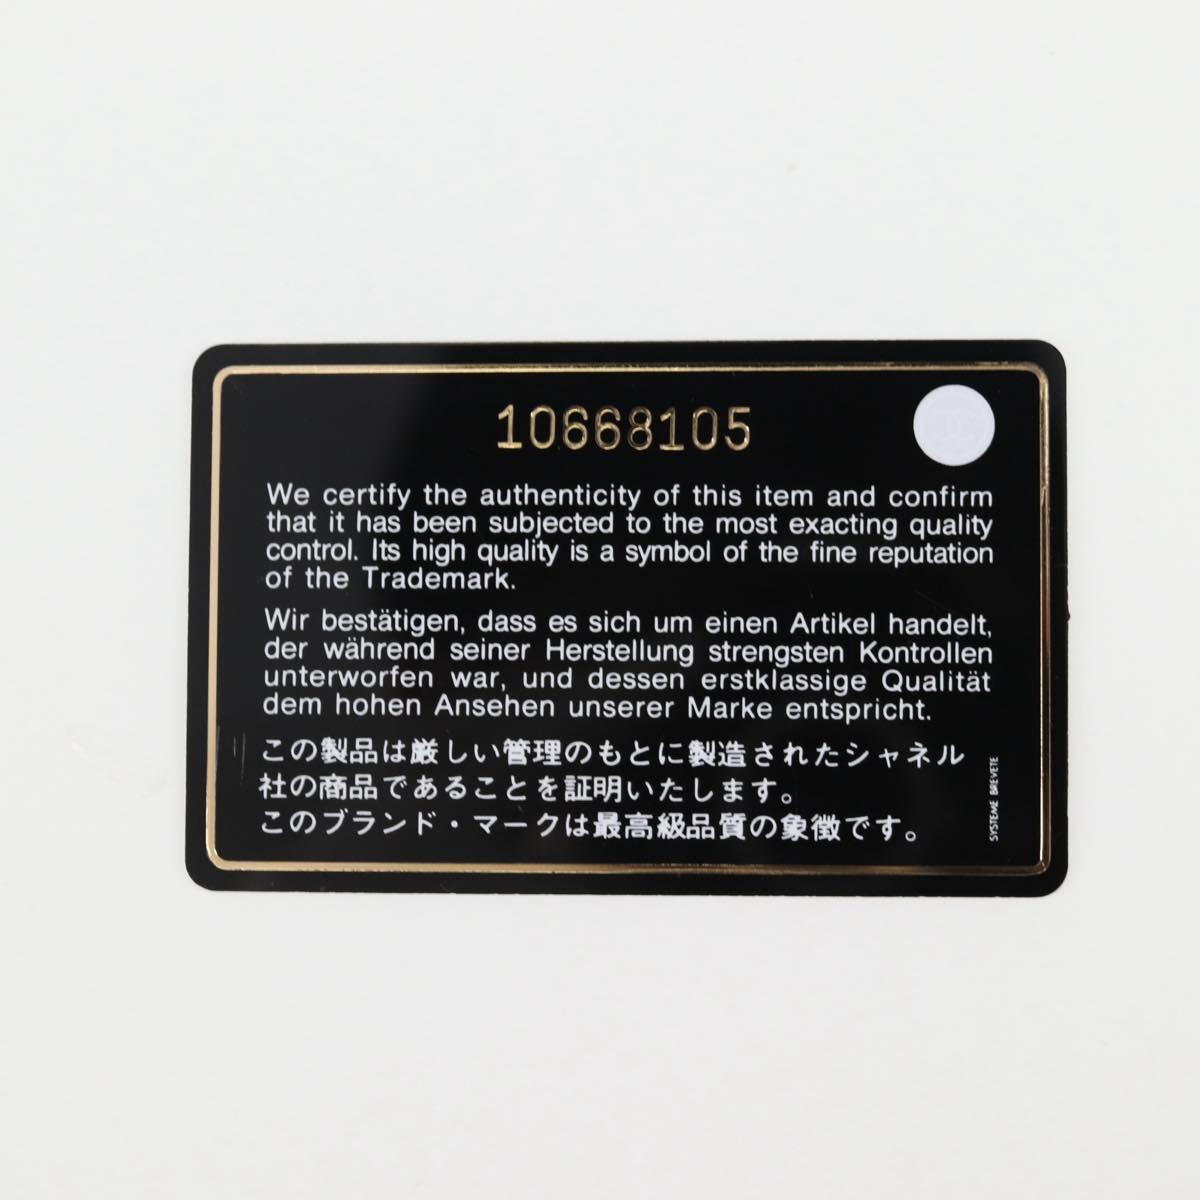 10668105
We certify the authenticity of this item and confirm
that it has been subjected to the most exacting quality
control. Its high quality is a symbol of the fine reputation
of the Trademark.
Wir bestätigen, dass es sich um einen Artikel handelt,
der während seiner Herstellung strengsten Kontrollen
unterworfen war, und dessen erstklassige Qualität
dem hohen Ansehen unserer Marke entspricht.
この製品は厳しい管理のもとに製造されたシャネル
社の商品であることを証明いたします。
このブランド・マークは最高級品質の象徴です。
SYSTEME BREVETE